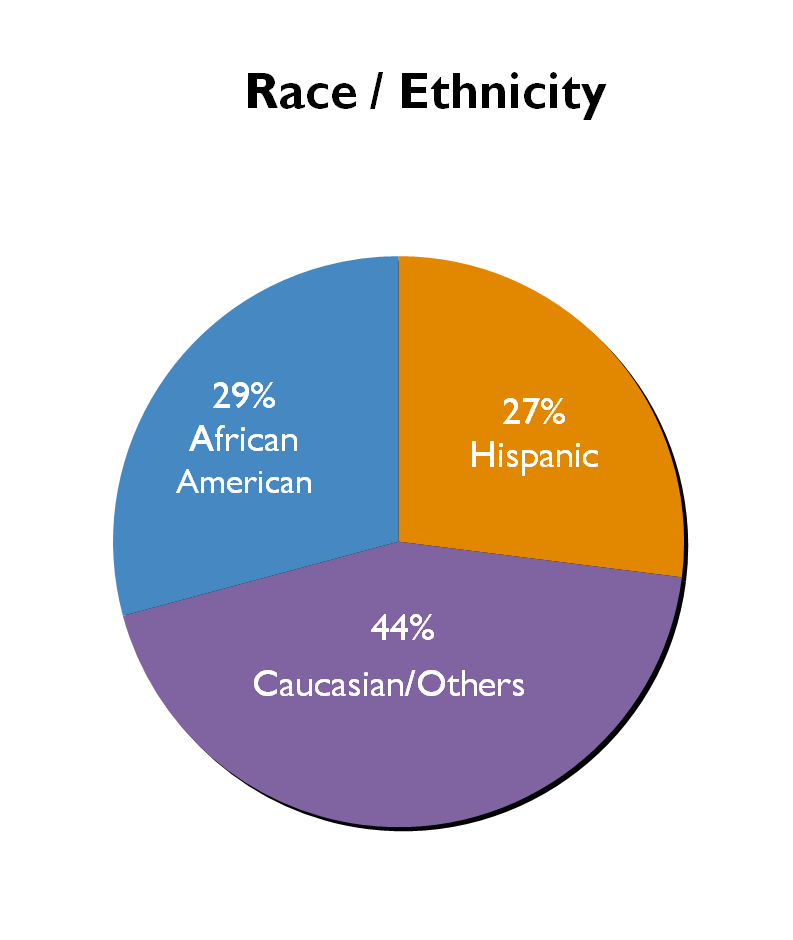 Race / Ethnicity
29%
African
American
27%
Hispanic
44%
Caucasian/Others